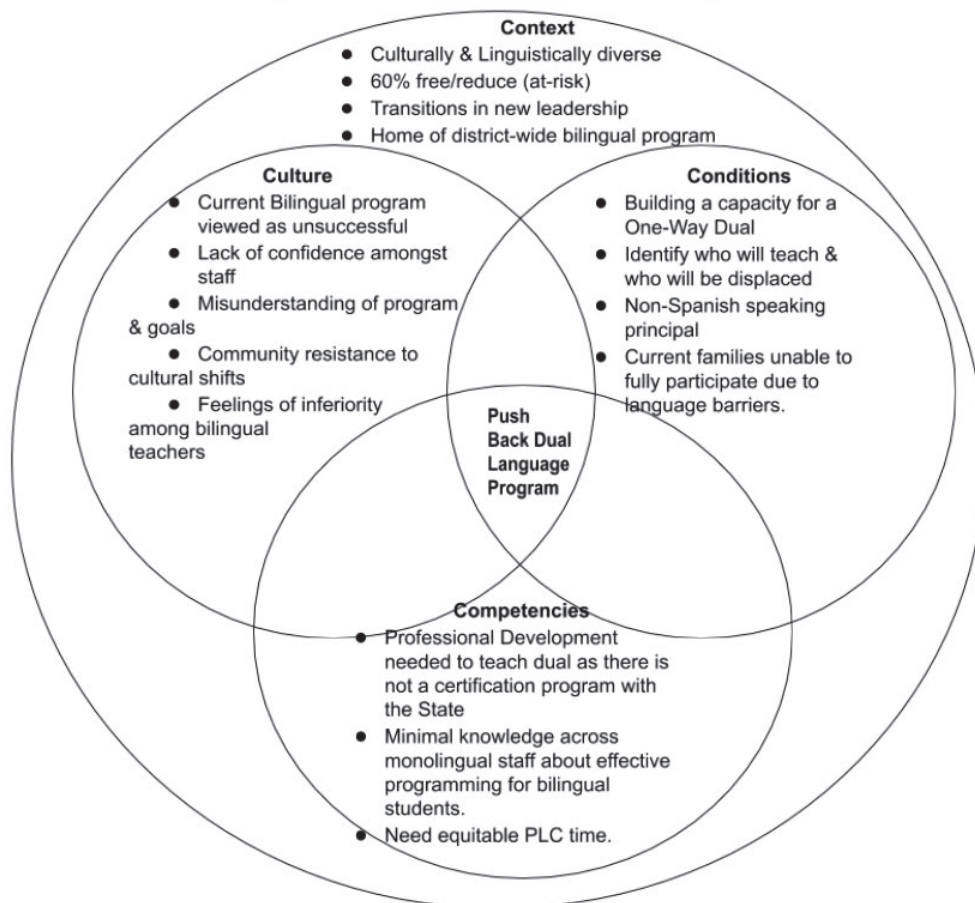 Context
● Culturally & Linguistically diverse
● 60% free/reduce (at-risk)
● Transitions in new leadership
● Home of district-wide bilingual program
Culture
● Current Bilingual program
viewed as unsuccessful
● Lack of confidence amongst
staff
● Misunderstanding of program
& goals
● Community resistance to
cultural shifts
● Feelings of inferiority
among bilingual
teachers
Conditions
● Building a capacity for a
One-Way Dual
● Identify who will teach &
who will be displaced
● Non-Spanish speaking
principal
● Current families unable to
fully participate due to
language barriers.
Push
Back Dual
Language
Program
Competencies
● Professional Development
needed to teach dual as there is
not a certification program with
the State
● Minimal knowledge across
monolingual staff about effective
programming for bilingual
students.
● Need equitable PLC time.